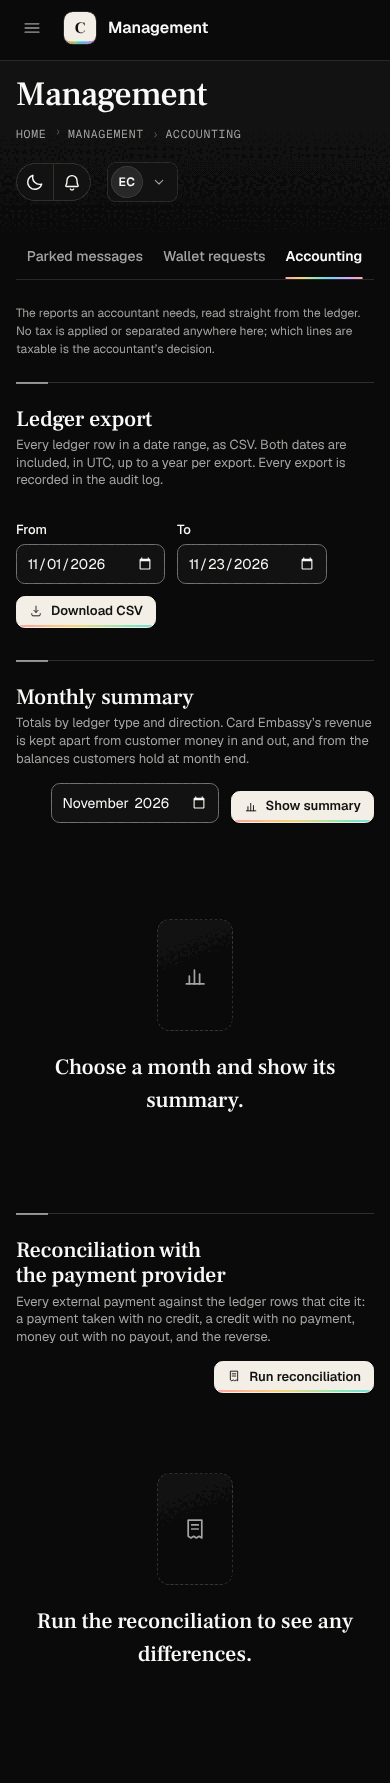 C Management
Management
HOME › MANAGEMENT › ACCOUNTING
EC
Parked messages Wallet requests Accounting
The reports an accountant needs, read straight from the ledger.
No tax is applied or separated anywhere here; which lines are
taxable is the accountant's decision.
Ledger export
Every ledger row in a date range, as CSV. Both dates are
included, in UTC, up to a year per export. Every export is
recorded in the audit log.
From To
11/01/2026 11/23/2026
Download CSV
Monthly summary
Totals by ledger type and direction. Card Embassy's revenue
is kept apart from customer money in and out, and from the
balances customers hold at month end.
November 2026 Show summary
Choose a month and show its
summary.
Reconciliation with
the payment provider
Every external payment against the ledger rows that cite it:
a payment taken with no credit, a credit with no payment,
money out with no payout, and the reverse.
Run reconciliation
Run the reconciliation to see any
differences.